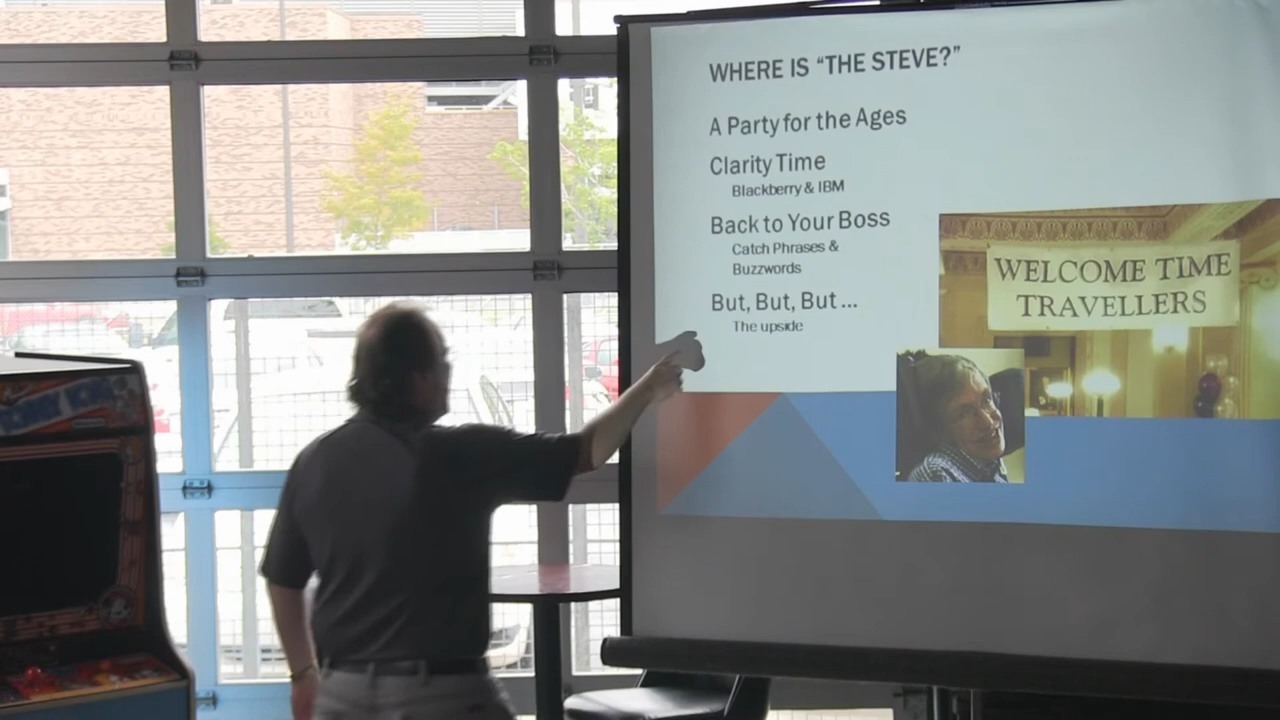 WHERE IS “THE STEVE?”
A Party for the Ages
Clarity Time
Blackberry & IBM
Back to Your Boss
Catch Phrases &
Buzzwords
But, But, But ...
The upside
WELCOME TIME
TRAVELLERS